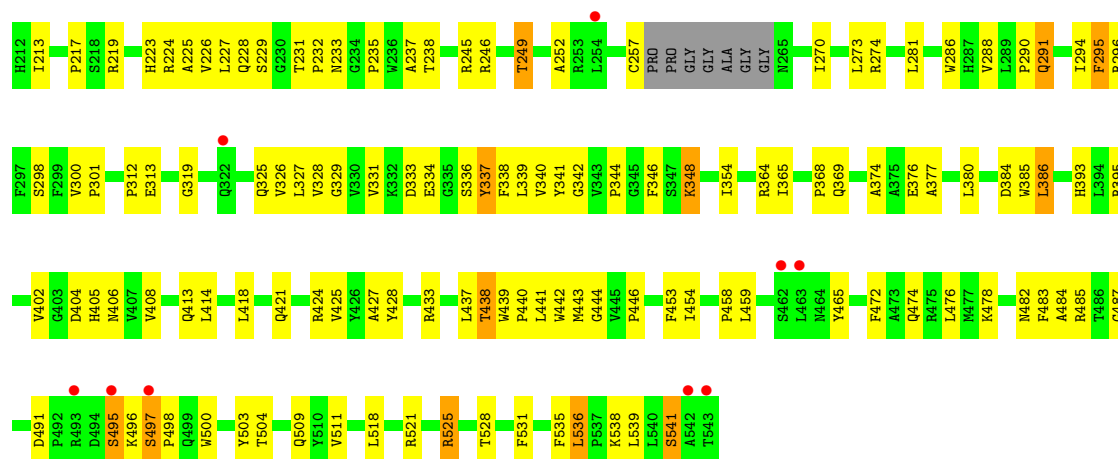 H212 I213 P217 S218 R219 H223 R224 A225 V226 L227 Q228 S229 G230 T231 P232 N233 G234 P235 W236 A237 T238 R245 R246 T249 A252 R253 L254 C257 PRO PRO GLY GLY ALA GLY GLY N265 I270 L273 R274 L281 W286 H287 V288 L289 P290 Q291 I294 F295
F297 S298 F299 V300 P301 P312 E313 G319 Q322 Q325 V326 L327 V328 G329 V330 V331 K332 D333 E334 G335 S336 Y337 F338 L339 V340 Y341 G342 V343 P344 G345 F346 S347 K348 I354 R364 I365 P368 Q369 A374 A375 E376 A377 L380 D384 W385 L386 H393 L394
V402 G403 D404 H405 N406 V407 V408 Q413 L414 L418 Q421 R424 V425 Y426 A427 Y428 R433 L437 T438 W439 P440 L441 W442 M443 G444 V445 P446 F453 I454 P458 L459 S462 L463 N464 Y465 F472 A473 Q474 R475 L476 M477 K478 N482 F483 A484 R485 T486
D491 P492 R493 D494 S495 K496 S497 P498 Q499 W500 Y503 T504 Q509 Y510 V511 L518 R521 R525 T528 F531 F535 L536 P537 K538 L539 L540 S541 A542 T543